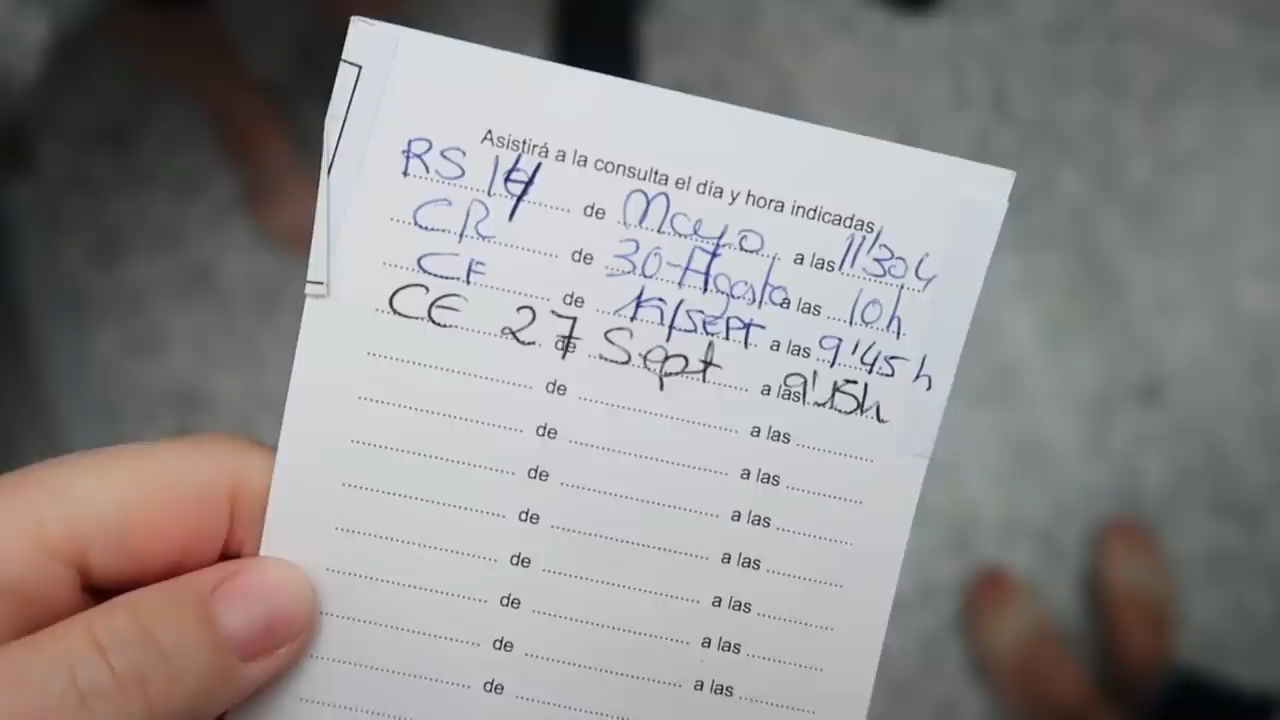 Asistirá a la consulta el día y hora indicadas
RS 14 de Mayo a las 11'30h
CR de 30-Agosto a las 10h
CF de /SEPT a las 9'45h
CE 27 de Sept a las 9'15h
de a las
de a las
de a las
de a las
de a las
de a las
de a las
de